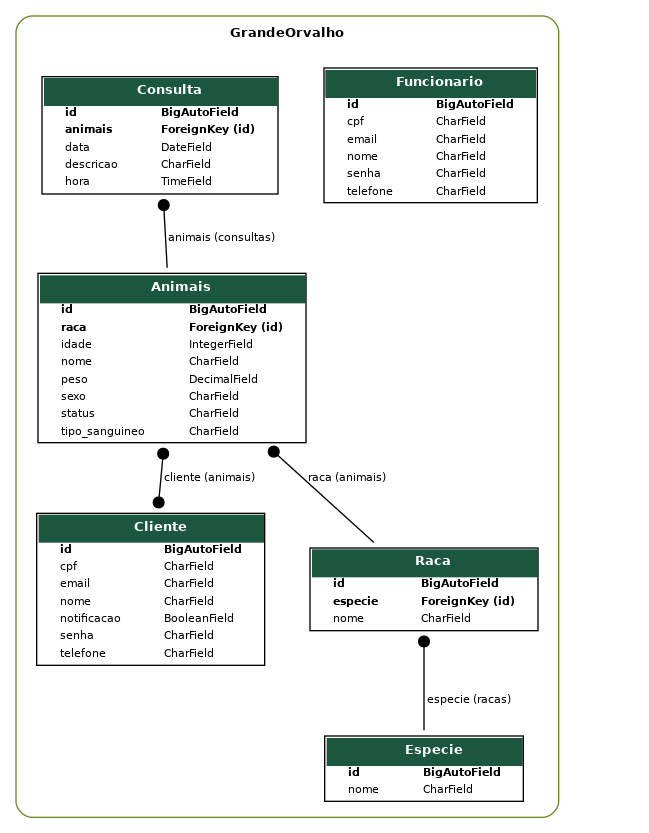 GrandeOrvalho
Consulta
id BigAutoField
animais ForeignKey (id)
data DateField
descricao CharField
hora TimeField
Funcionario
id BigAutoField
cpf CharField
email CharField
nome CharField
senha CharField
telefone CharField
animais (consultas)
Animais
id BigAutoField
raca ForeignKey (id)
idade IntegerField
nome CharField
peso DecimalField
sexo CharField
status CharField
tipo_sanguineo CharField
cliente (animais)
raca (animais)
Cliente
id BigAutoField
cpf CharField
email CharField
nome CharField
notificacao BooleanField
senha CharField
telefone CharField
Raca
id BigAutoField
especie ForeignKey (id)
nome CharField
especie (racas)
Especie
id BigAutoField
nome CharField